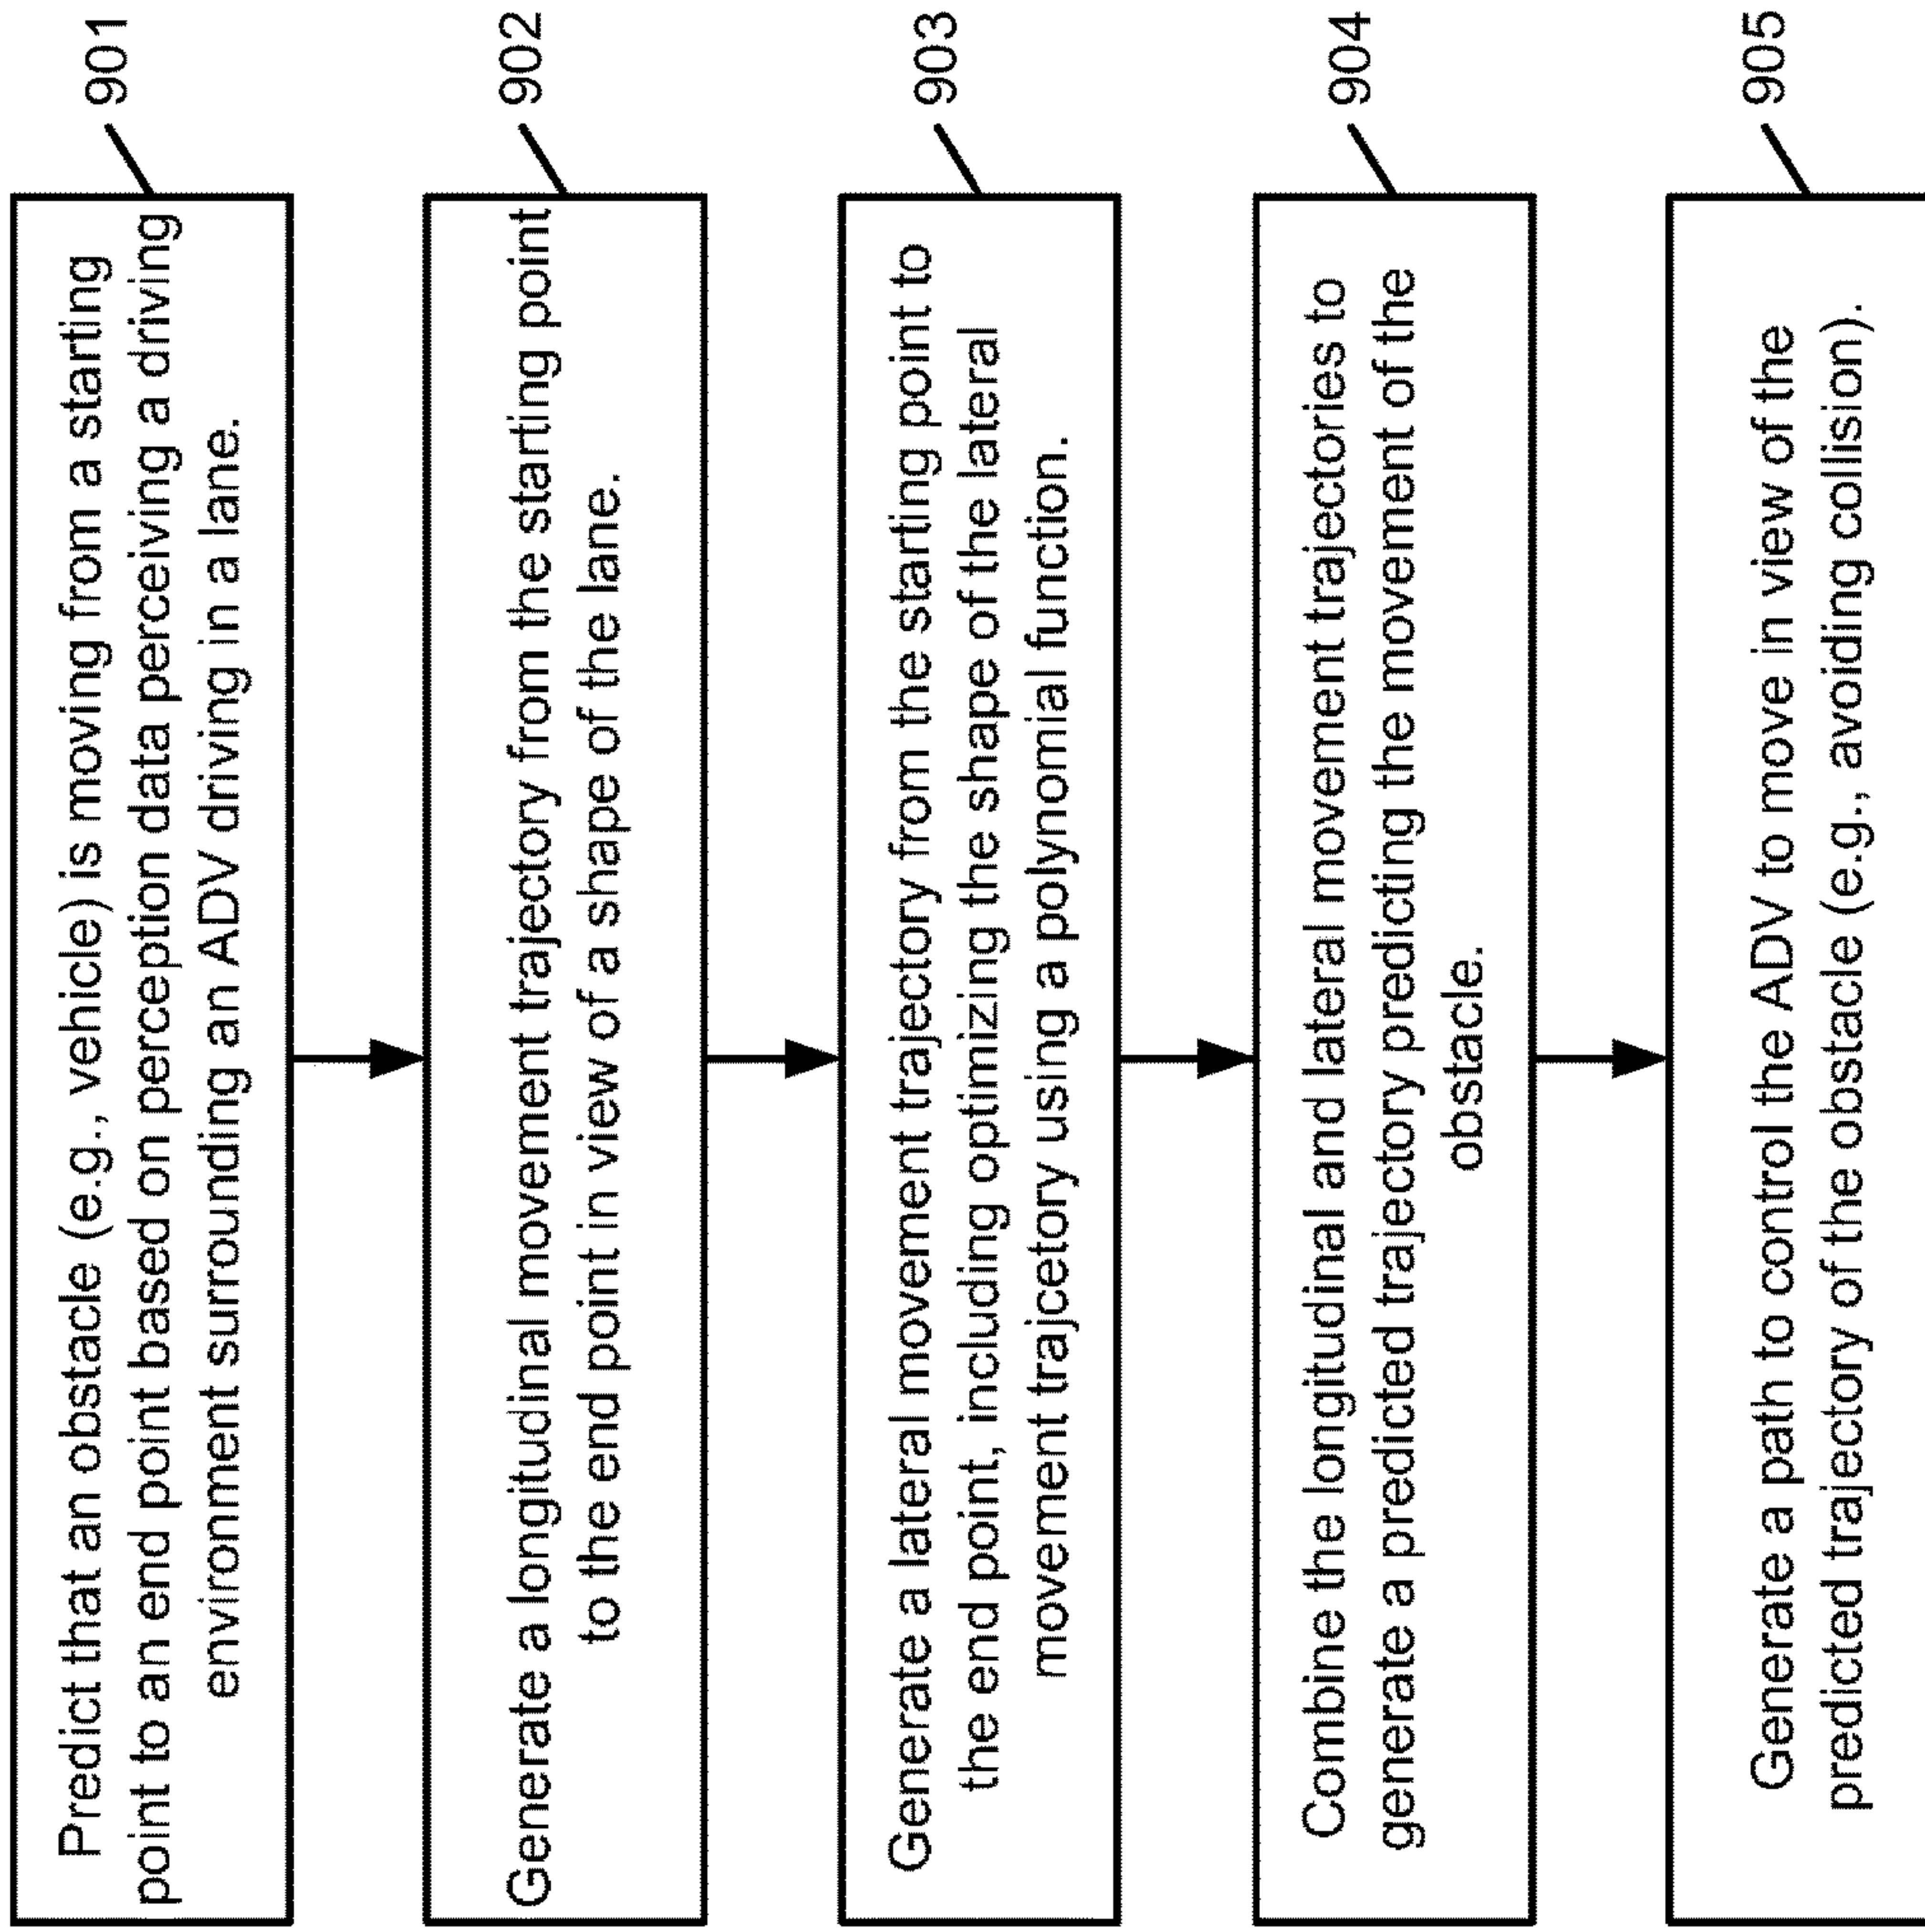 Predict that an obstacle (e.g., vehicle) is moving from a starting
point to an end point based on perception data perceiving a driving
environment surrounding an ADV driving in a lane.
901
Generate a longitudinal movement trajectory from the starting point
to the end point in view of a shape of the lane.
902
Generate a lateral movement trajectory from the starting point to
the end point, including optimizing the shape of the lateral
movement trajcetory using a polynomial function.
903
Combine the longitudinal and lateral movement trajectories to
generate a predicted trajectory predicting the movement of the
obstacle.
904
Generate a path to control the ADV to move in view of the
predicted trajectory of the obstacle (e.g., avoiding collision).
905